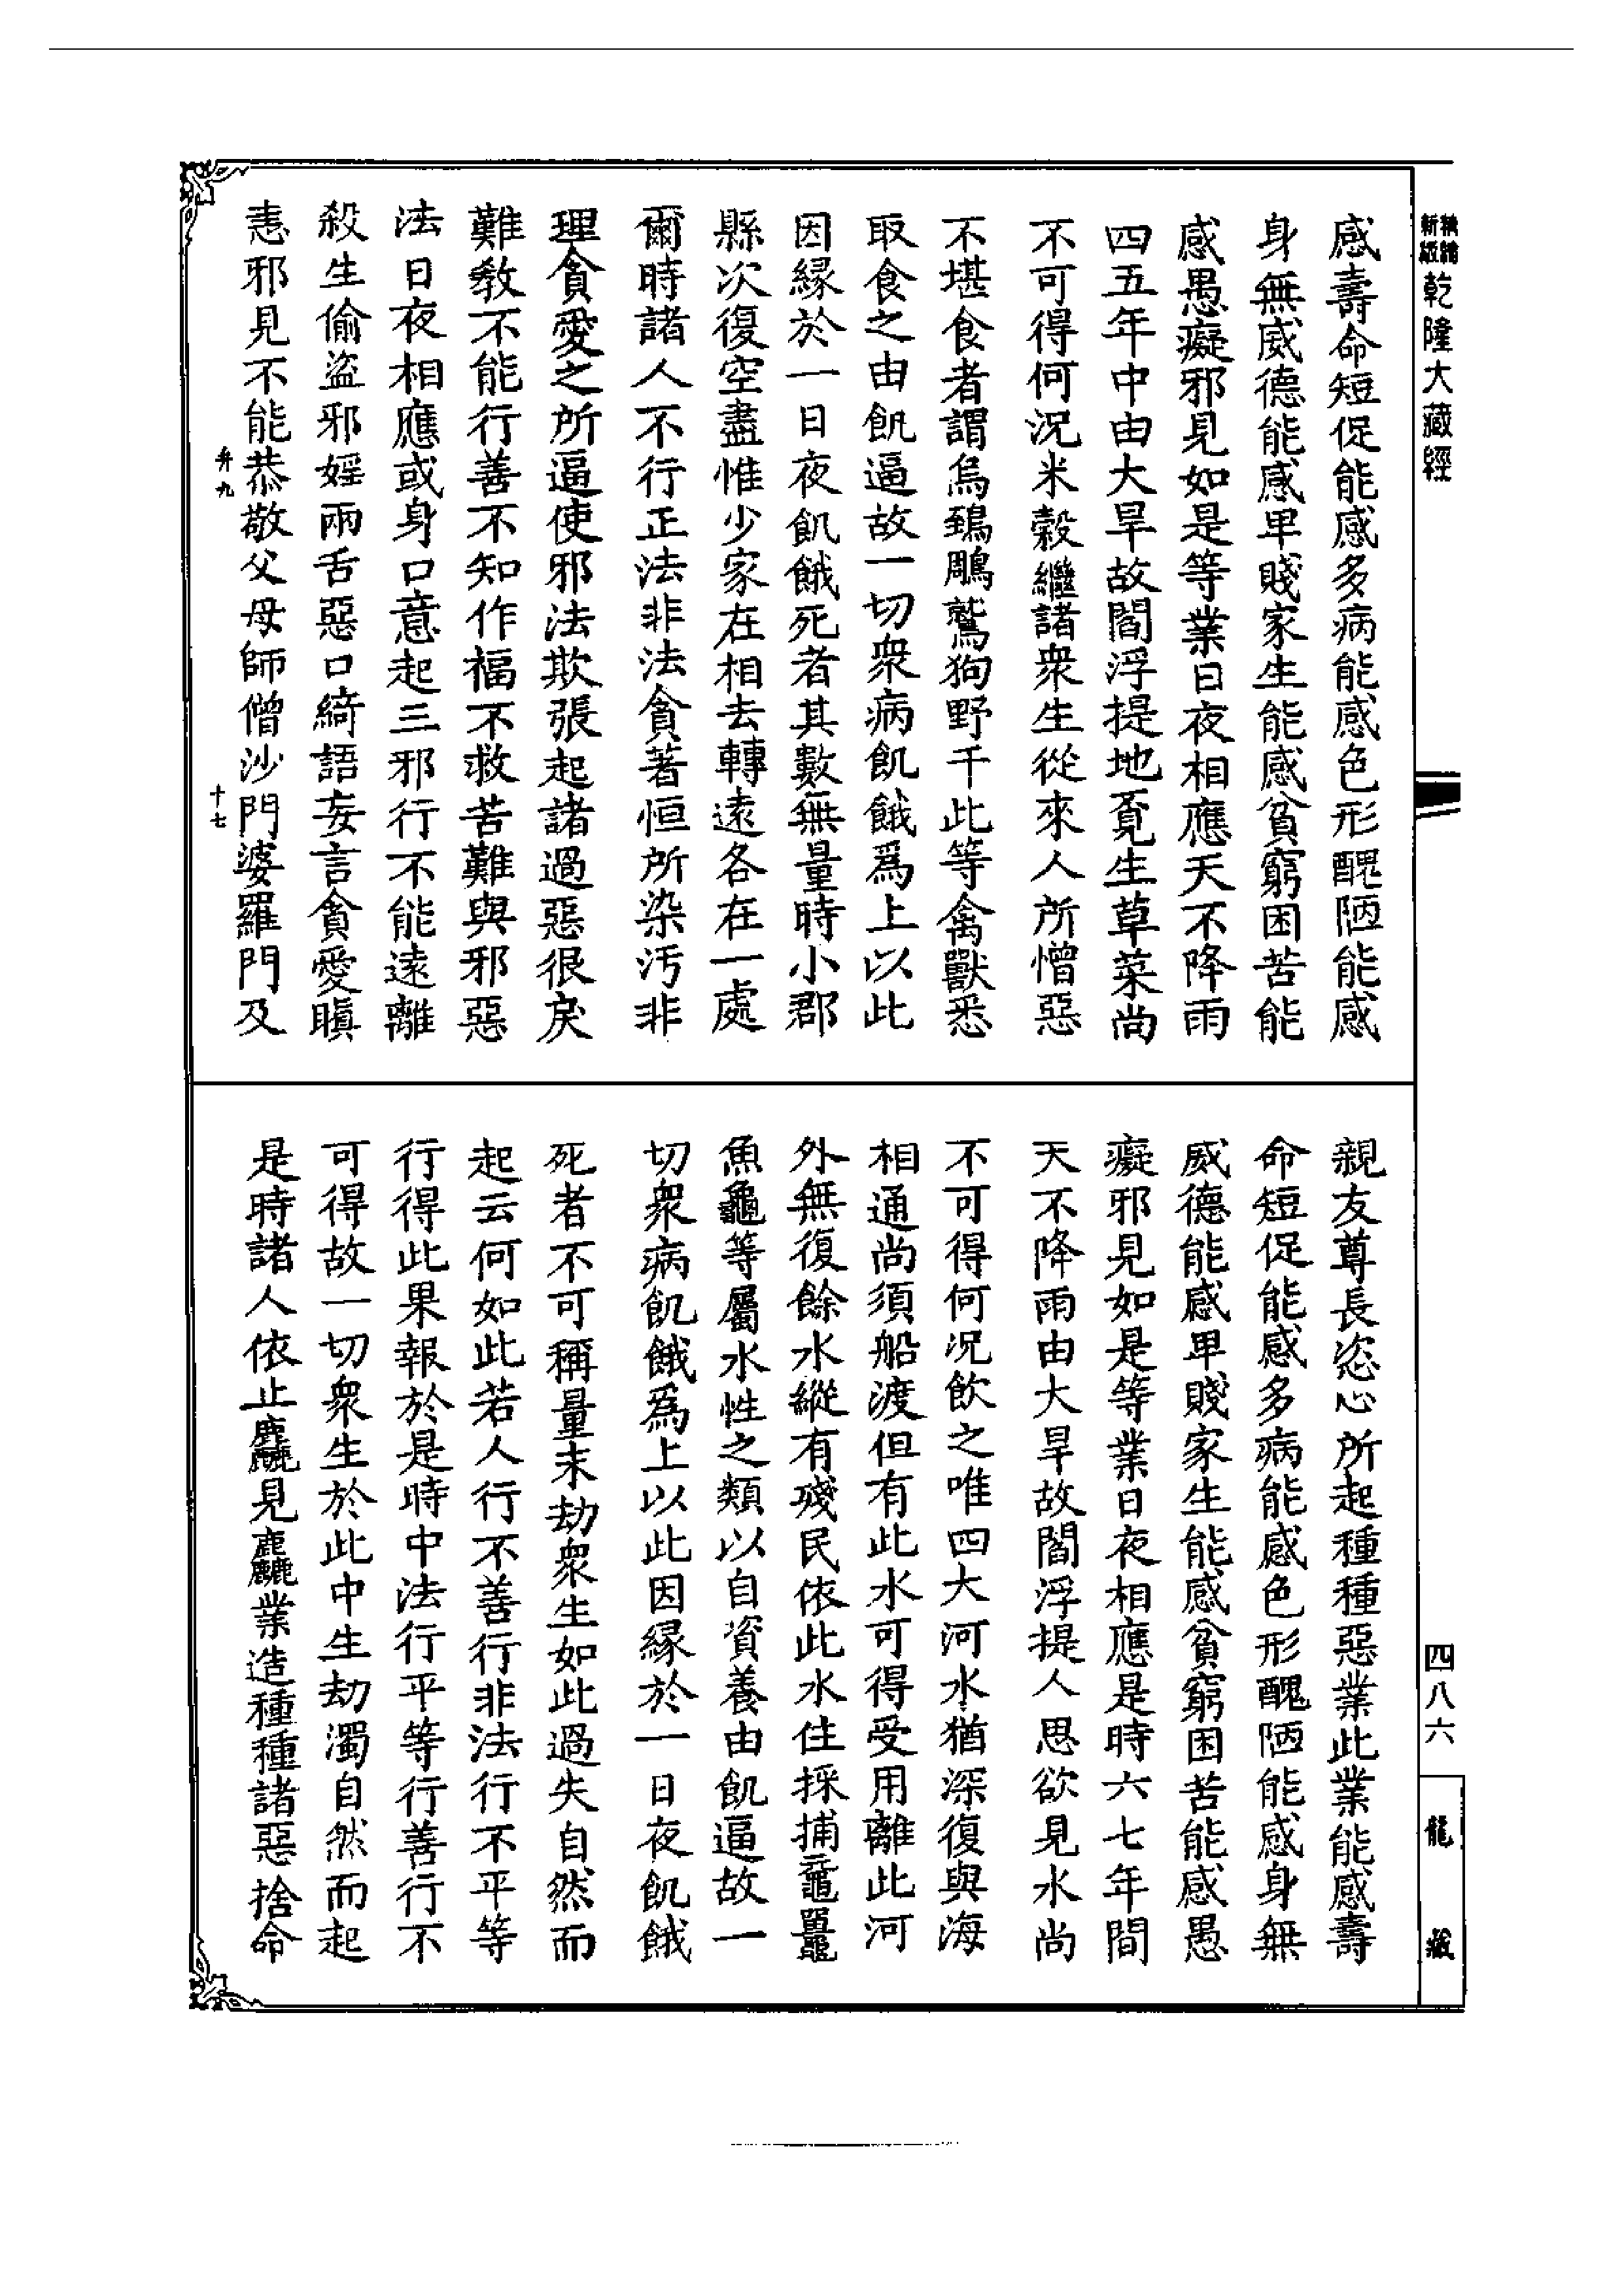 新編縮版 乾隆大藏經
感壽命短促能感多病能感色形醜陋能感
身無威德能感卑賤家生能感貧窮困苦能
感愚癡邪見如是等業日夜相應天不降雨
四五年中由大旱故閻浮提地覓生草菜尚
不可得何況米穀繼諸衆生從來人所憎惡
不堪食者謂烏鵄鵰鷲狗野干此等禽獸悉
取食之由飢逼故一切衆病飢餓爲上以此
因緣於一日夜飢餓死者其數無量時小郡
縣次復空盡惟少家在相去轉遠各在一處
爾時諸人不行正法非法貪著恒所染汚非
理貪愛之所逼使邪法欺張起諸過惡很戾
難教不能行善不知作福不救苦難與邪惡
法日夜相應或身口意起三邪行不能遠離
殺生偷盜邪婬兩舌惡口綺語妄言貪愛瞋
恚邪見不能恭敬父母師僧沙門婆羅門及
弁九 十七
親友尊長恣心所起種種惡業此業能感壽
命短促能感多病能感色形醜陋能感身無
威德能感卑賤家生能感貧窮困苦能感愚
癡邪見如是等業日夜相應是時六七年間
天不降雨由大旱故閻浮提人思欲見水尚
不可得何況飲之唯四大河水猶深復與海
相通尚須船渡但有此水可得受用離此河
外無復餘水縱有殘民依此水住採捕黿鼉
魚龜等屬水性之類以自資養由飢逼故一
切衆病飢餓為上以此因緣於一日夜飢餓
死者不可稱量末劫衆生如此過失自然而
起云何如此若人行不善行非法行不平等
行得此果報於是時中法行平等行善行不
可得故一切衆生於此中生劫濁自然而起
是時諸人依止麤見麤業造種種諸惡捨命
四八六
龍藏